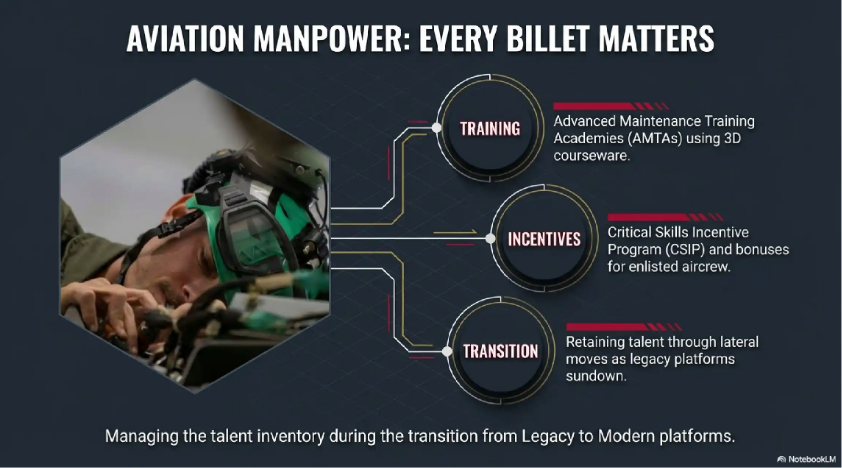 AVIATION MANPOWER: EVERY BILLET MATTERS
TRAINING
Advanced Maintenance Training
Academies (AMTAs) using 3D
courseware.
INCENTIVES
Critical Skills Incentive
Program (CSIP) and bonuses
for enlisted aircrew.
TRANSITION
Retaining talent through lateral
moves as legacy platforms
sundown.
Managing the talent inventory during the transition from Legacy to Modern platforms.
NotebookLM